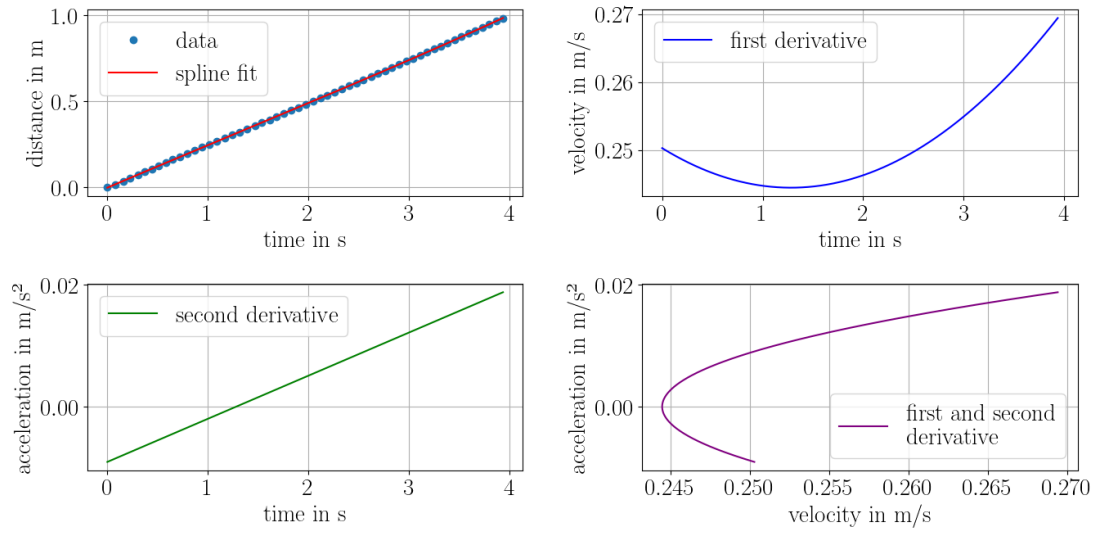 1.0
0.5
0.0
distance in m
data
spline fit
0 1 2 3 4
time in s
0.27
0.26
0.25
velocity in m/s
first derivative
0 1 2 3 4
time in s
0.02
0.00
acceleration in m/s²
second derivative
0 1 2 3 4
time in s
0.02
0.00
acceleration in m/s²
first and second
derivative
0.245 0.250 0.255 0.260 0.265 0.270
velocity in m/s